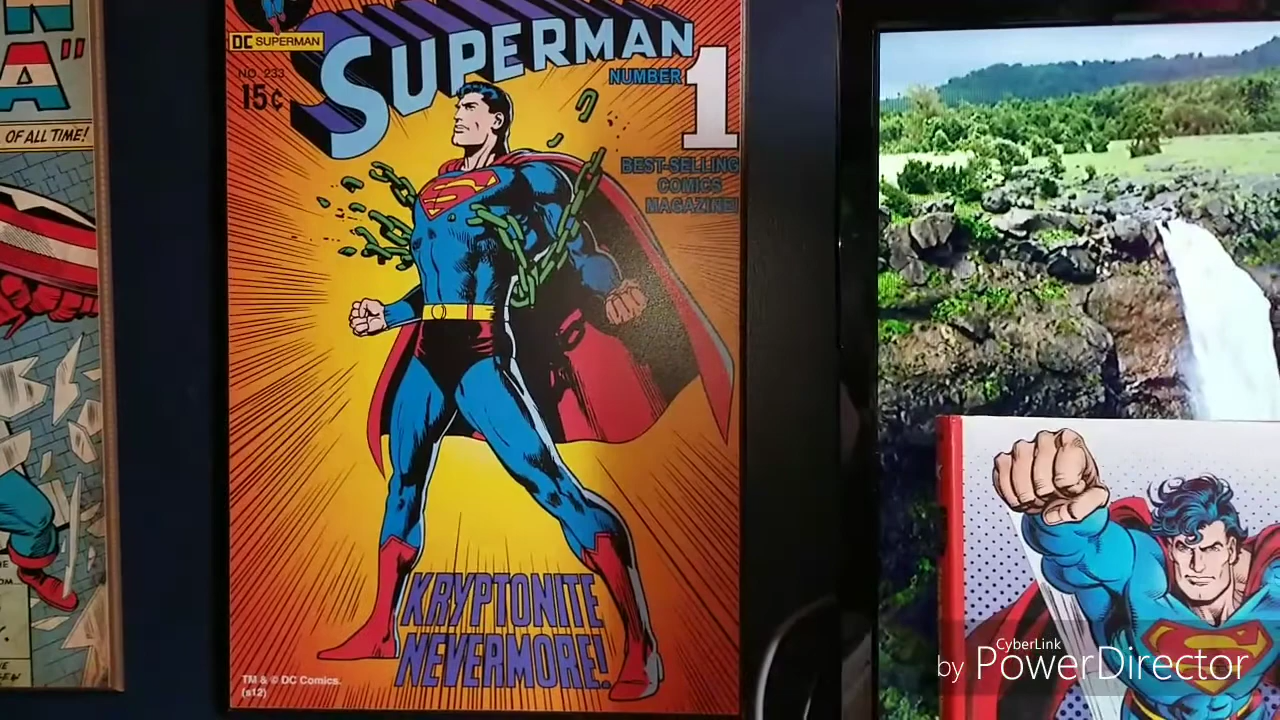 A"
OF ALL TIME!
DC SUPERMAN
SUPERMAN
NO. 233
15¢
NUMBER 1
BEST-SELLING
COMICS
MAGAZINE!
KRYPTONITE
NEVERMORE!
TM & © DC Comics.
(s12)
CyberLink
by PowerDirector